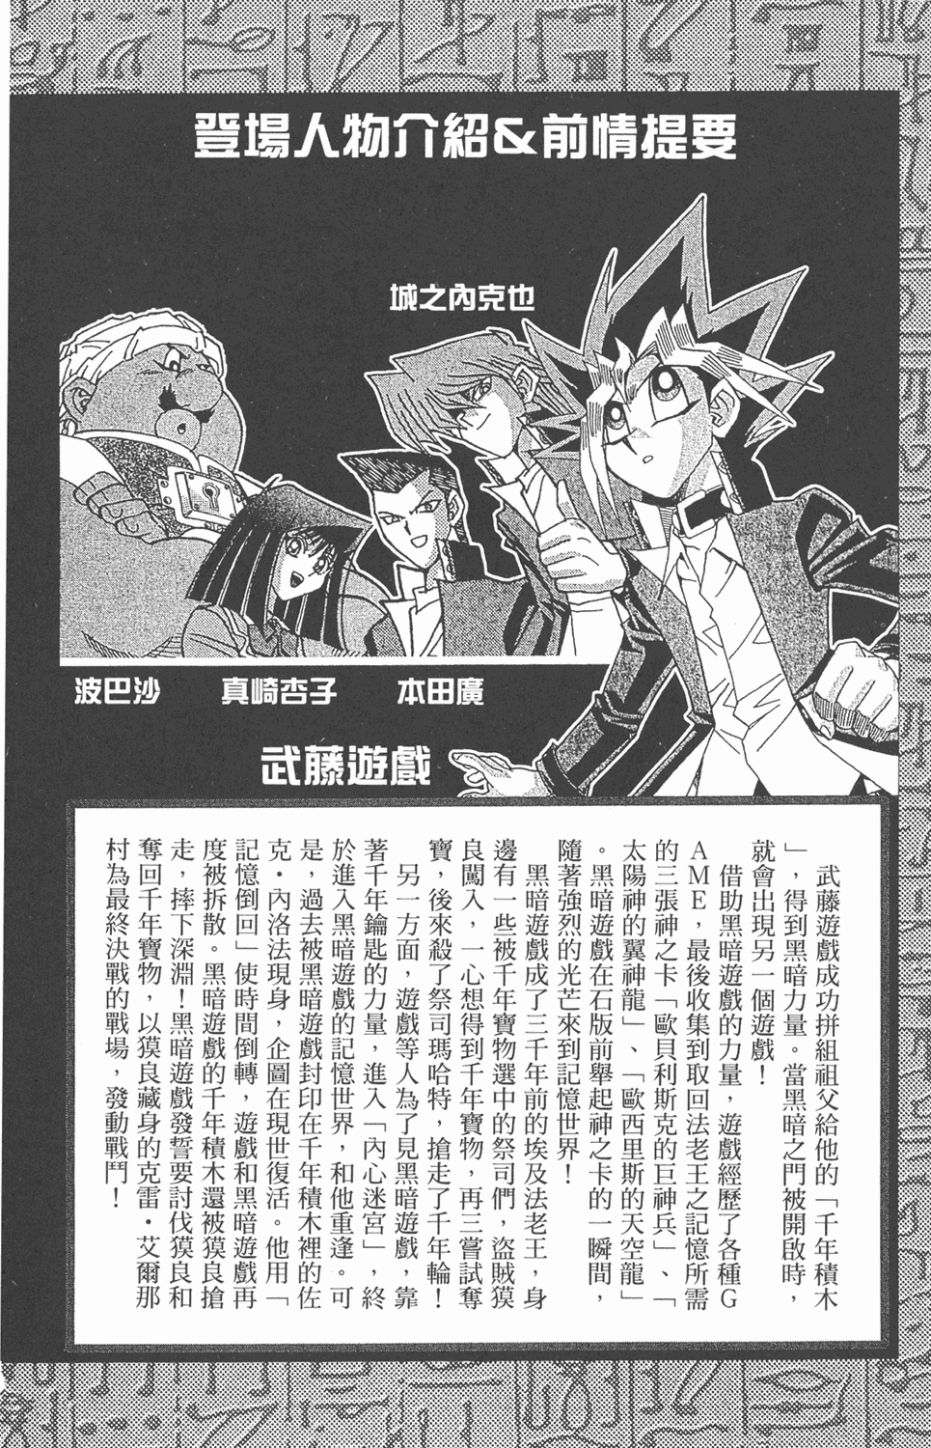 登場人物介紹&前情提要
城之內克也
波巴沙
真崎杏子
本田廣
武藤遊戲
武藤遊戲成功拼組祖父給他的「千年積木
」，得到黑暗力量。當黑暗之門被開啟時，
就會出現另一個遊戲！
借助黑暗遊戲的力量，遊戲經歷了各種G
AME，最後收集到取回法老王之記憶所需
的三張神之卡「歐貝利斯克的巨神兵」、「
太陽神的翼神龍」、「歐西里斯的天空龍」
。黑暗遊戲在石版前舉起神之卡的一瞬間，
隨著強烈的光芒來到記憶世界！
黑暗遊戲成了三千年前的埃及法老王，身
邊有一些被千年寶物選中的祭司們，盜賊獏
良闖入，一心想得到千年寶物，再三嘗試奪
寶，後來殺了祭司瑪哈特，搶走了千年輪！
另一方面，遊戲等人為了見黑暗遊戲，靠
著千年鑰匙的力量，進入「內心迷宮」，終
於進入黑暗遊戲的記憶世界，和他重逢。可
是，過去被黑暗遊戲封印在千年積木裡的佐
克・內洛法現身，企圖在現世復活。他用「
記憶倒回」使時間倒轉，遊戲和黑暗遊戲再
度被拆散。黑暗遊戲的千年積木還被獏良搶
走，摔下深淵！黑暗遊戲發誓要討伐獏良和
奪回千年寶物，以獏良藏身的克雷・艾爾那
村為最終決戰的戰場，發動戰鬥！